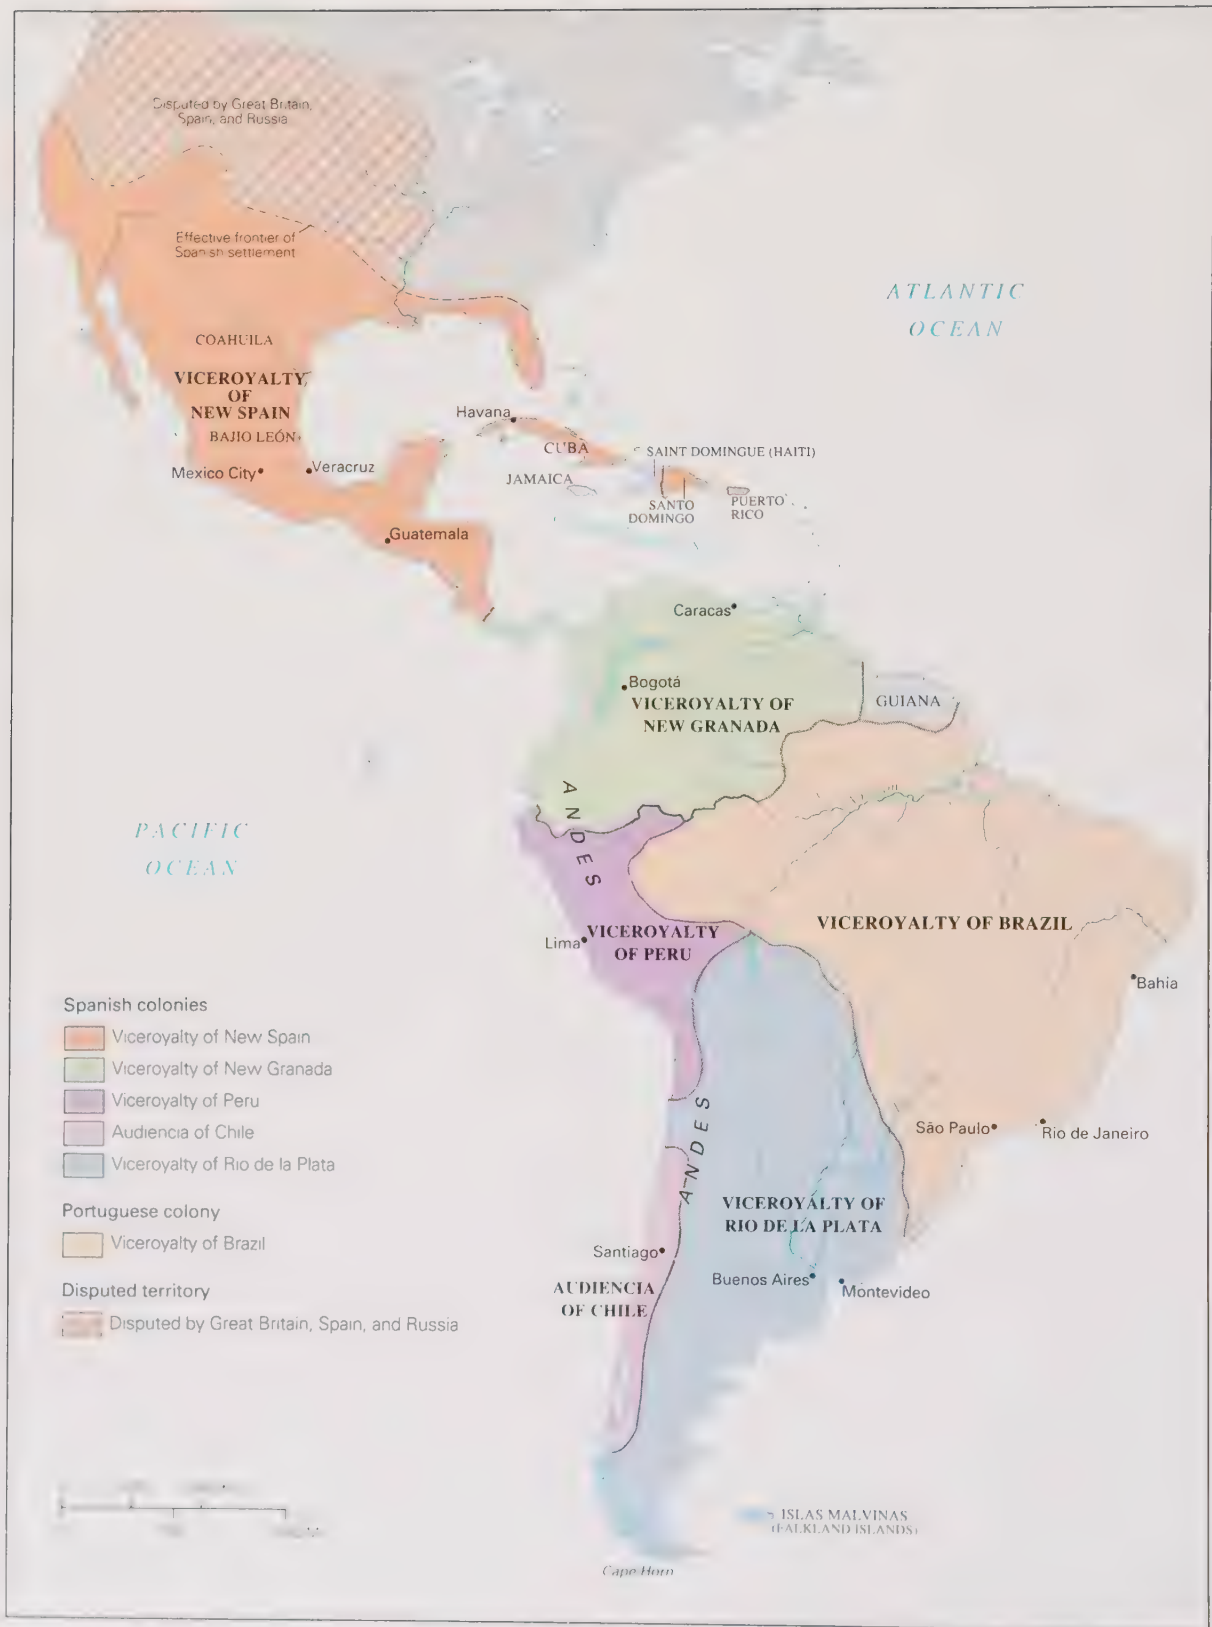 Disputed by Great Britain,
Spain, and Russia
Effective frontier of
Spanish settlement
ATLANTIC
OCEAN
COAHUILA
VICEROYALTY
OF
NEW SPAIN
BAJIO LEÓN
Mexico City
Veracruz
Guatemala
Havana
CUBA
JAMAICA
SAINT DOMINGUE (HAITI)
SANTO
DOMINGO
PUERTO
RICO
Caracas
Bogotá
VICEROYALTY OF
NEW GRANADA
GUIANA
ANDES
PACIFIC
OCEAN
Lima
VICEROYALTY
OF PERU
VICEROYALTY OF BRAZIL
Bahia
São Paulo
Rio de Janeiro
ANDES
VICEROYALTY OF
RIO DE LA PLATA
Santiago
AUDIENCIA
OF CHILE
Buenos Aires
Montevideo
Spanish colonies
Viceroyalty of New Spain
Viceroyalty of New Granada
Viceroyalty of Peru
Audiencia of Chile
Viceroyalty of Rio de la Plata
Portuguese colony
Viceroyalty of Brazil
Disputed territory
Disputed by Great Britain, Spain, and Russia
ISLAS MALVINAS
(FALKLAND ISLANDS)
Cape Horn